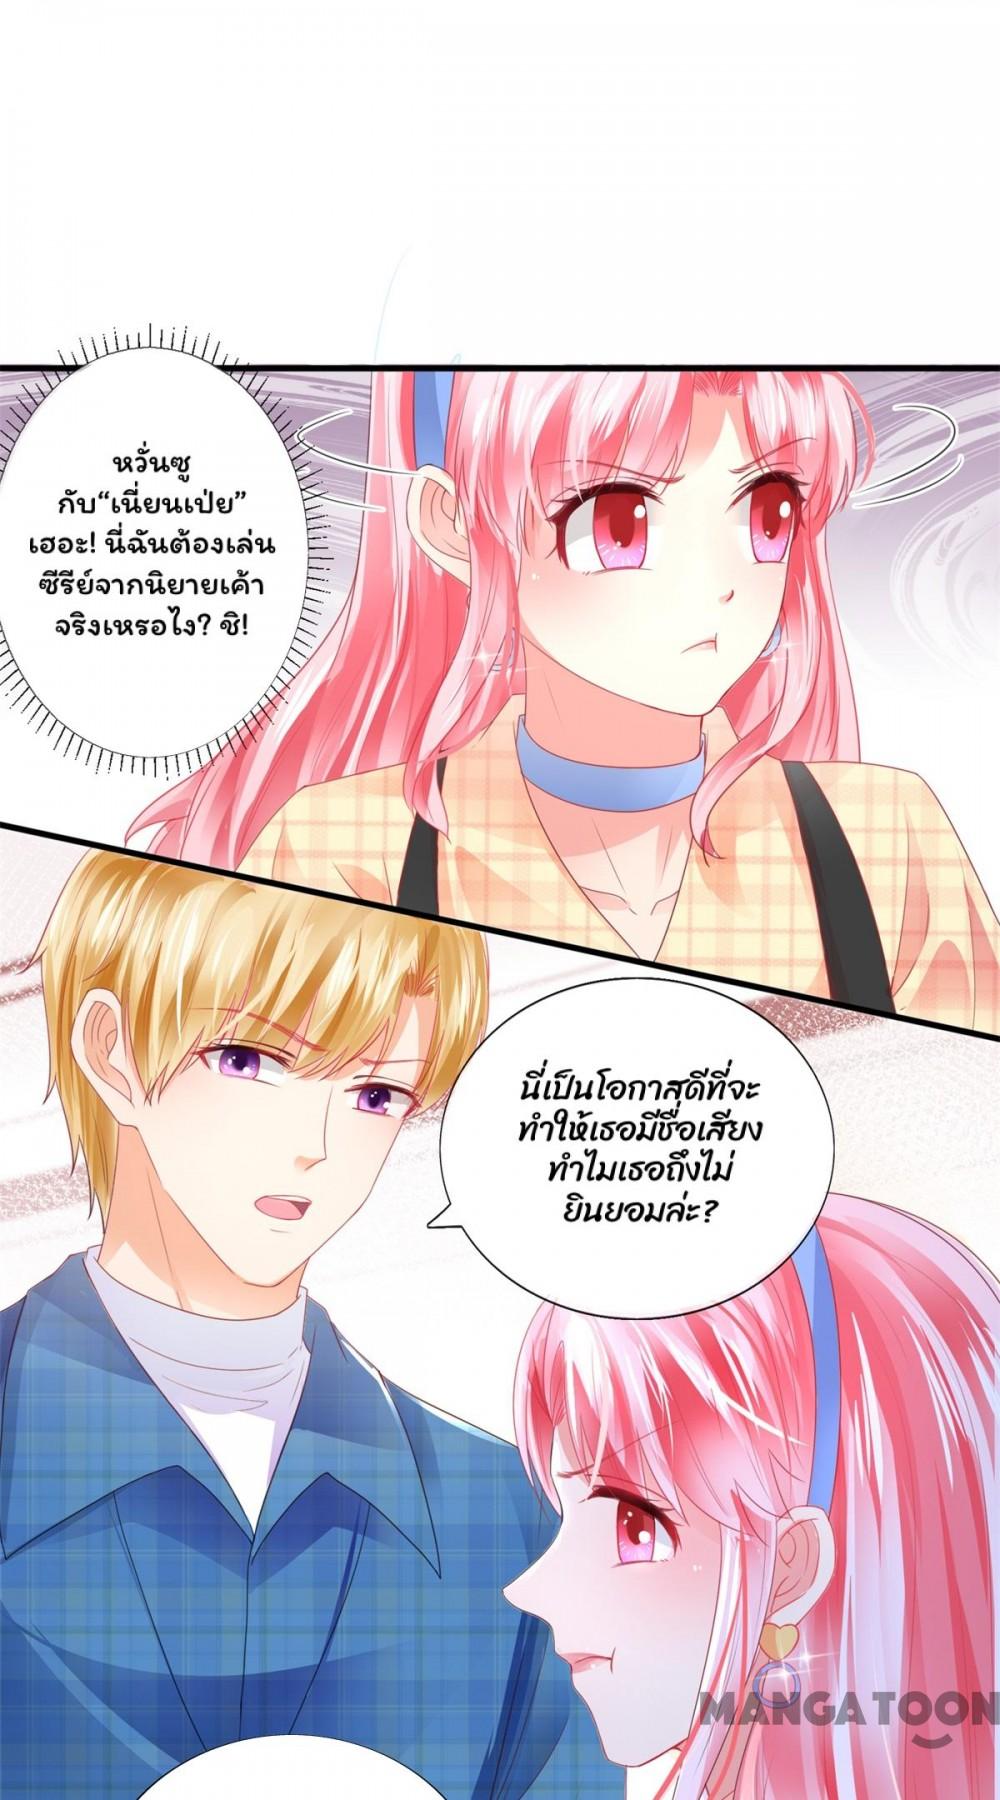 หวั่นซู
กับ“เนี่ยนเป่ย”
เฮอะ! นี่ฉันต้องเล่น
ซีรีย์จากนิยายเค้า
จริงเหรอไง? ชิ!
นี่เป็นโอกาสดีที่จะ
ทำให้เธอมีชื่อเสียง
ทำไมเธอถึงไม่
ยินยอมล่ะ?
MANGATOON